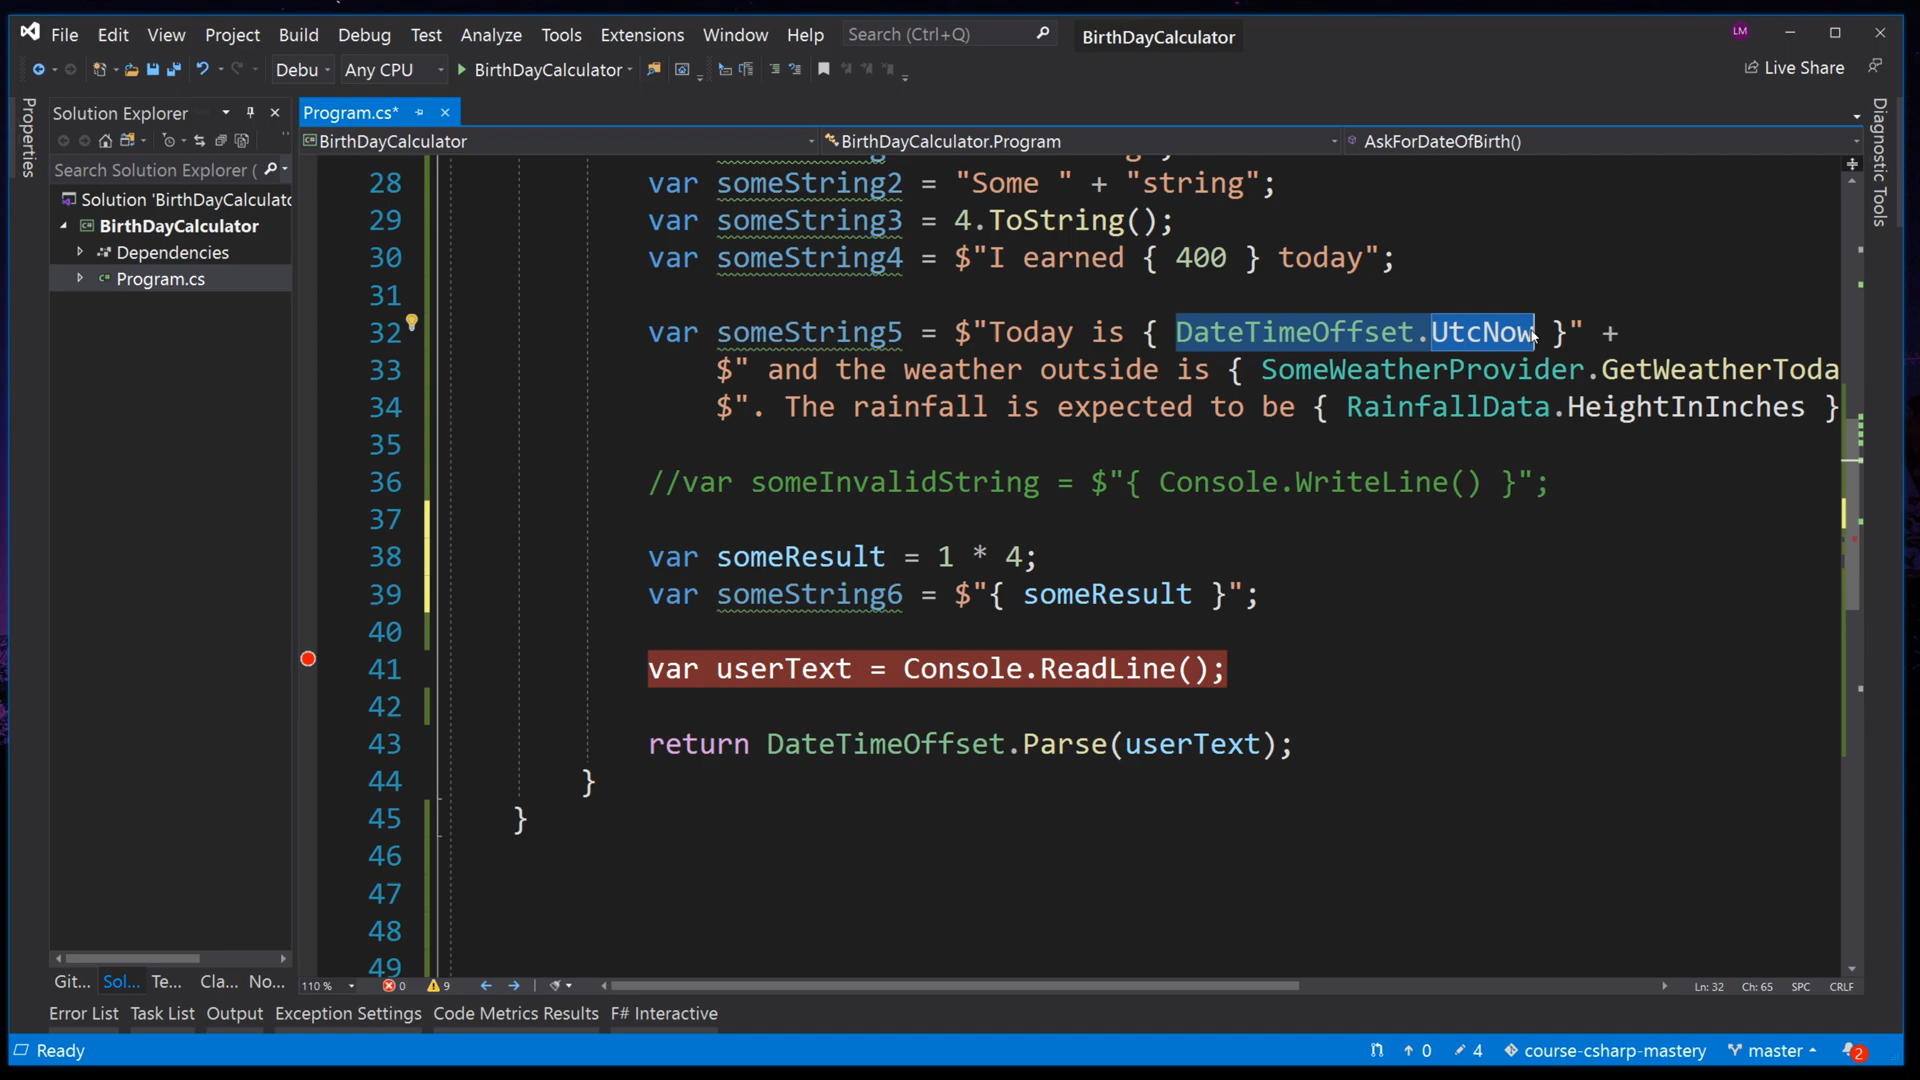 File Edit View Project Build Debug Test Analyze Tools Extensions Window Help Search (Ctrl+Q) BirthDayCalculator LM
Debu Any CPU BirthDayCalculator Live Share
Properties
Solution Explorer
Search Solution Explorer (
Solution 'BirthDayCalculato
BirthDayCalculator
Dependencies
Program.cs
Program.cs*
BirthDayCalculator BirthDayCalculator.Program AskForDateOfBirth()
28 var someString2 = "Some " + "string";
29 var someString3 = 4.ToString();
30 var someString4 = $"I earned { 400 } today";
31
32 var someString5 = $"Today is { DateTimeOffset.UtcNow }" +
33 $" and the weather outside is { SomeWeatherProvider.GetWeatherToda
34 $". The rainfall is expected to be { RainfallData.HeightInInches }
35
36 //var someInvalidString = $"{ Console.WriteLine() }";
37
38 var someResult = 1 * 4;
39 var someString6 = $"{ someResult }";
40
41 var userText = Console.ReadLine();
42
43 return DateTimeOffset.Parse(userText);
44 }
45 }
46
47
48
49
Diagnostic Tools
Git... Sol... Te... Cla... No...
110 % 0 9 Ln: 32 Ch: 65 SPC CRLF
Error List Task List Output Exception Settings Code Metrics Results F# Interactive
Ready 0 4 course-csharp-mastery master 2